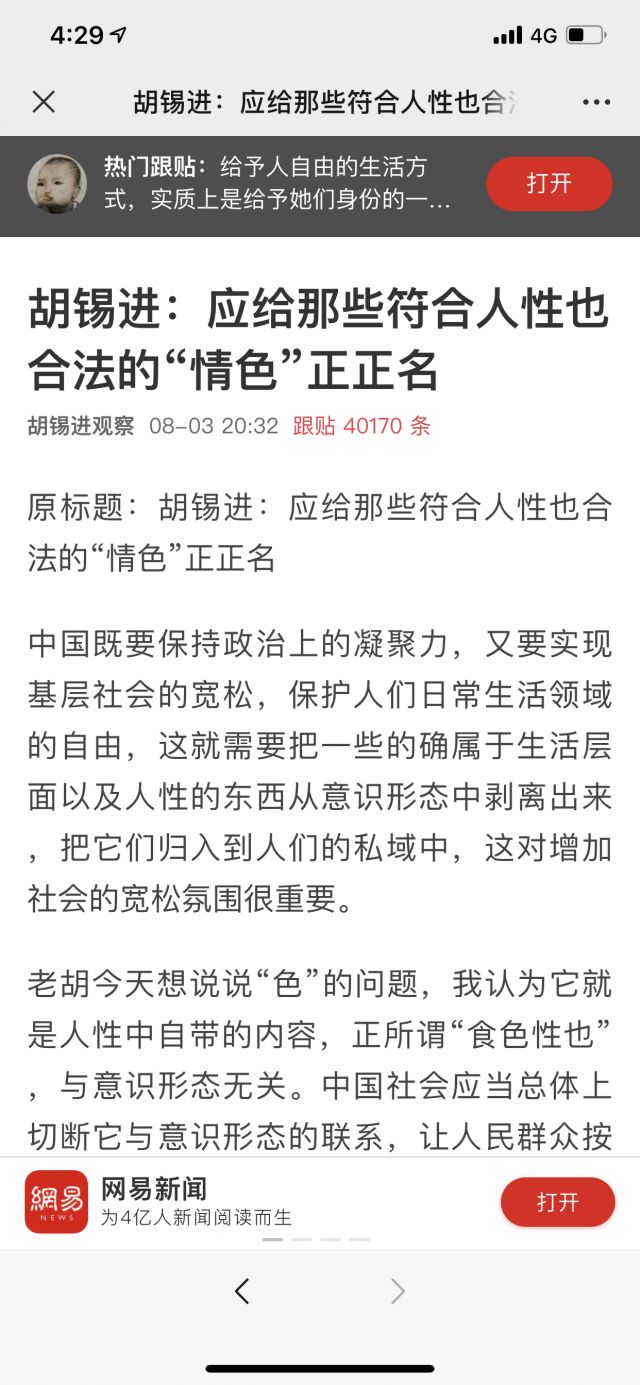 4:29
4G
胡锡进：应给那些符合人性也合
热门跟贴：给予人自由的生活方
式，实质上是给予她们身份的一...
打开
胡锡进：应给那些符合人性也
合法的“情色”正正名
胡锡进观察 08-03 20:32 跟贴 40170 条
原标题：胡锡进：应给那些符合人性也合
法的“情色”正正名
中国既要保持政治上的凝聚力，又要实现
基层社会的宽松，保护人们日常生活领域
的自由，这就需要把一些的确属于生活层
面以及人性的东西从意识形态中剥离出来
，把它们归入到人们的私域中，这对增加
社会的宽松氛围很重要。
老胡今天想说说“色”的问题，我认为它就
是人性中自带的内容，正所谓“食色性也”
，与意识形态无关。中国社会应当总体上
切断它与意识形态的联系，让人民群众按
網易
NEWS
网易新闻
为4亿人新闻阅读而生
打开